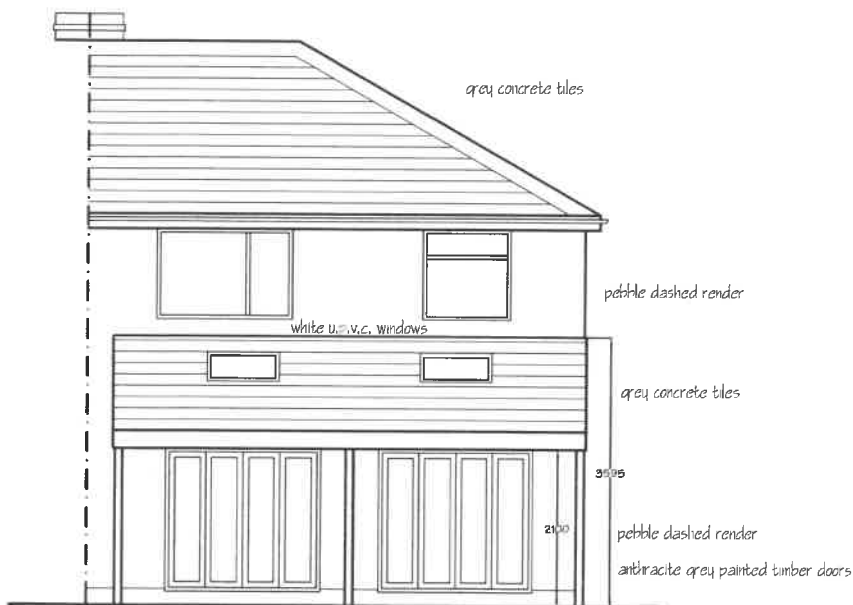 grey concrete tiles
pebble dashed render
white u.p.v.c. windows
grey concrete tiles
3595
2100
pebble dashed render
anthracite grey painted timber doors